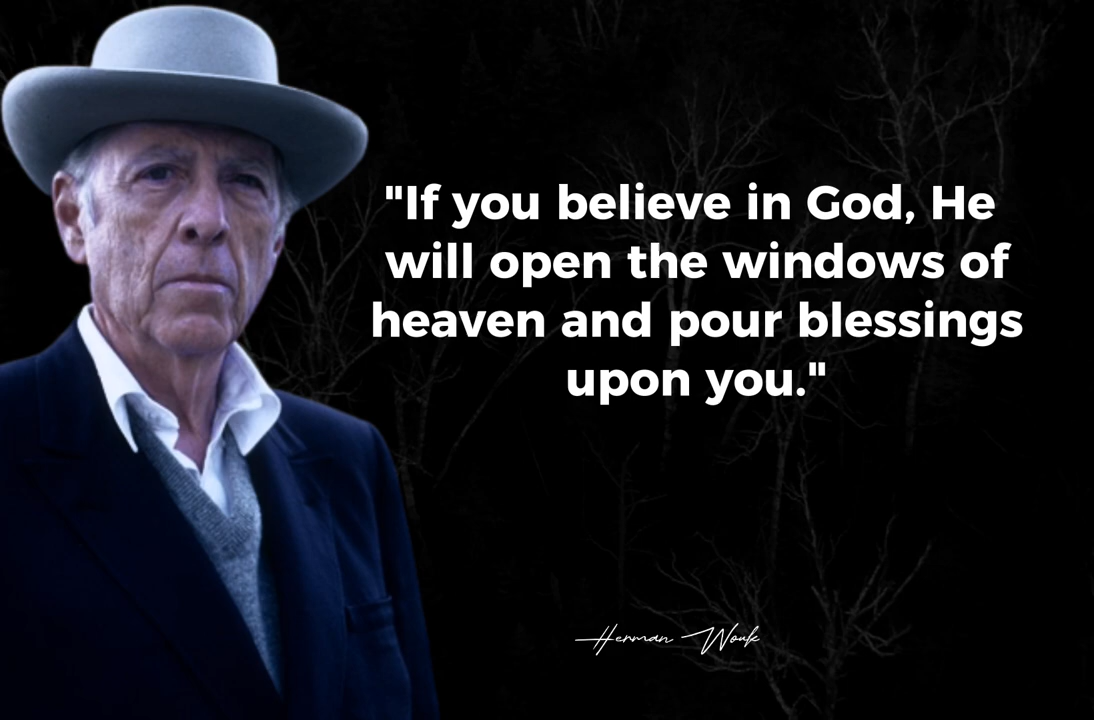 "If you believe in God, He
will open the windows of
heaven and pour blessings
upon you."
Herman Wouk